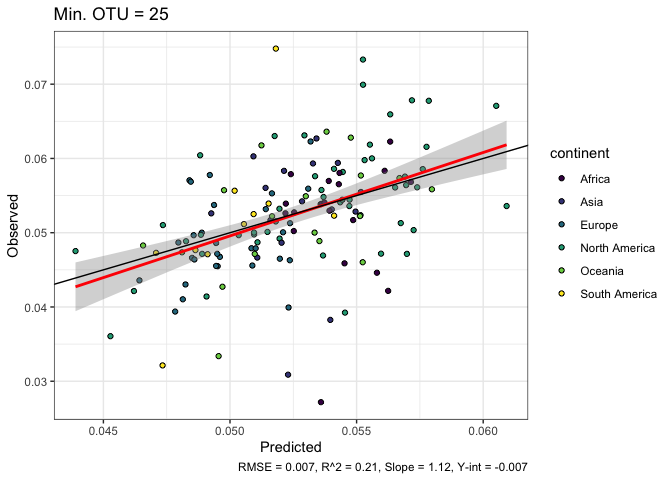 Min. OTU = 25
0.07
0.06
0.05
0.04
0.03
Observed
0.045
0.050
0.055
0.060
Predicted
continent
Africa
Asia
Europe
North America
Oceania
South America
RMSE = 0.007, R^2 = 0.21, Slope = 1.12, Y-int = -0.007